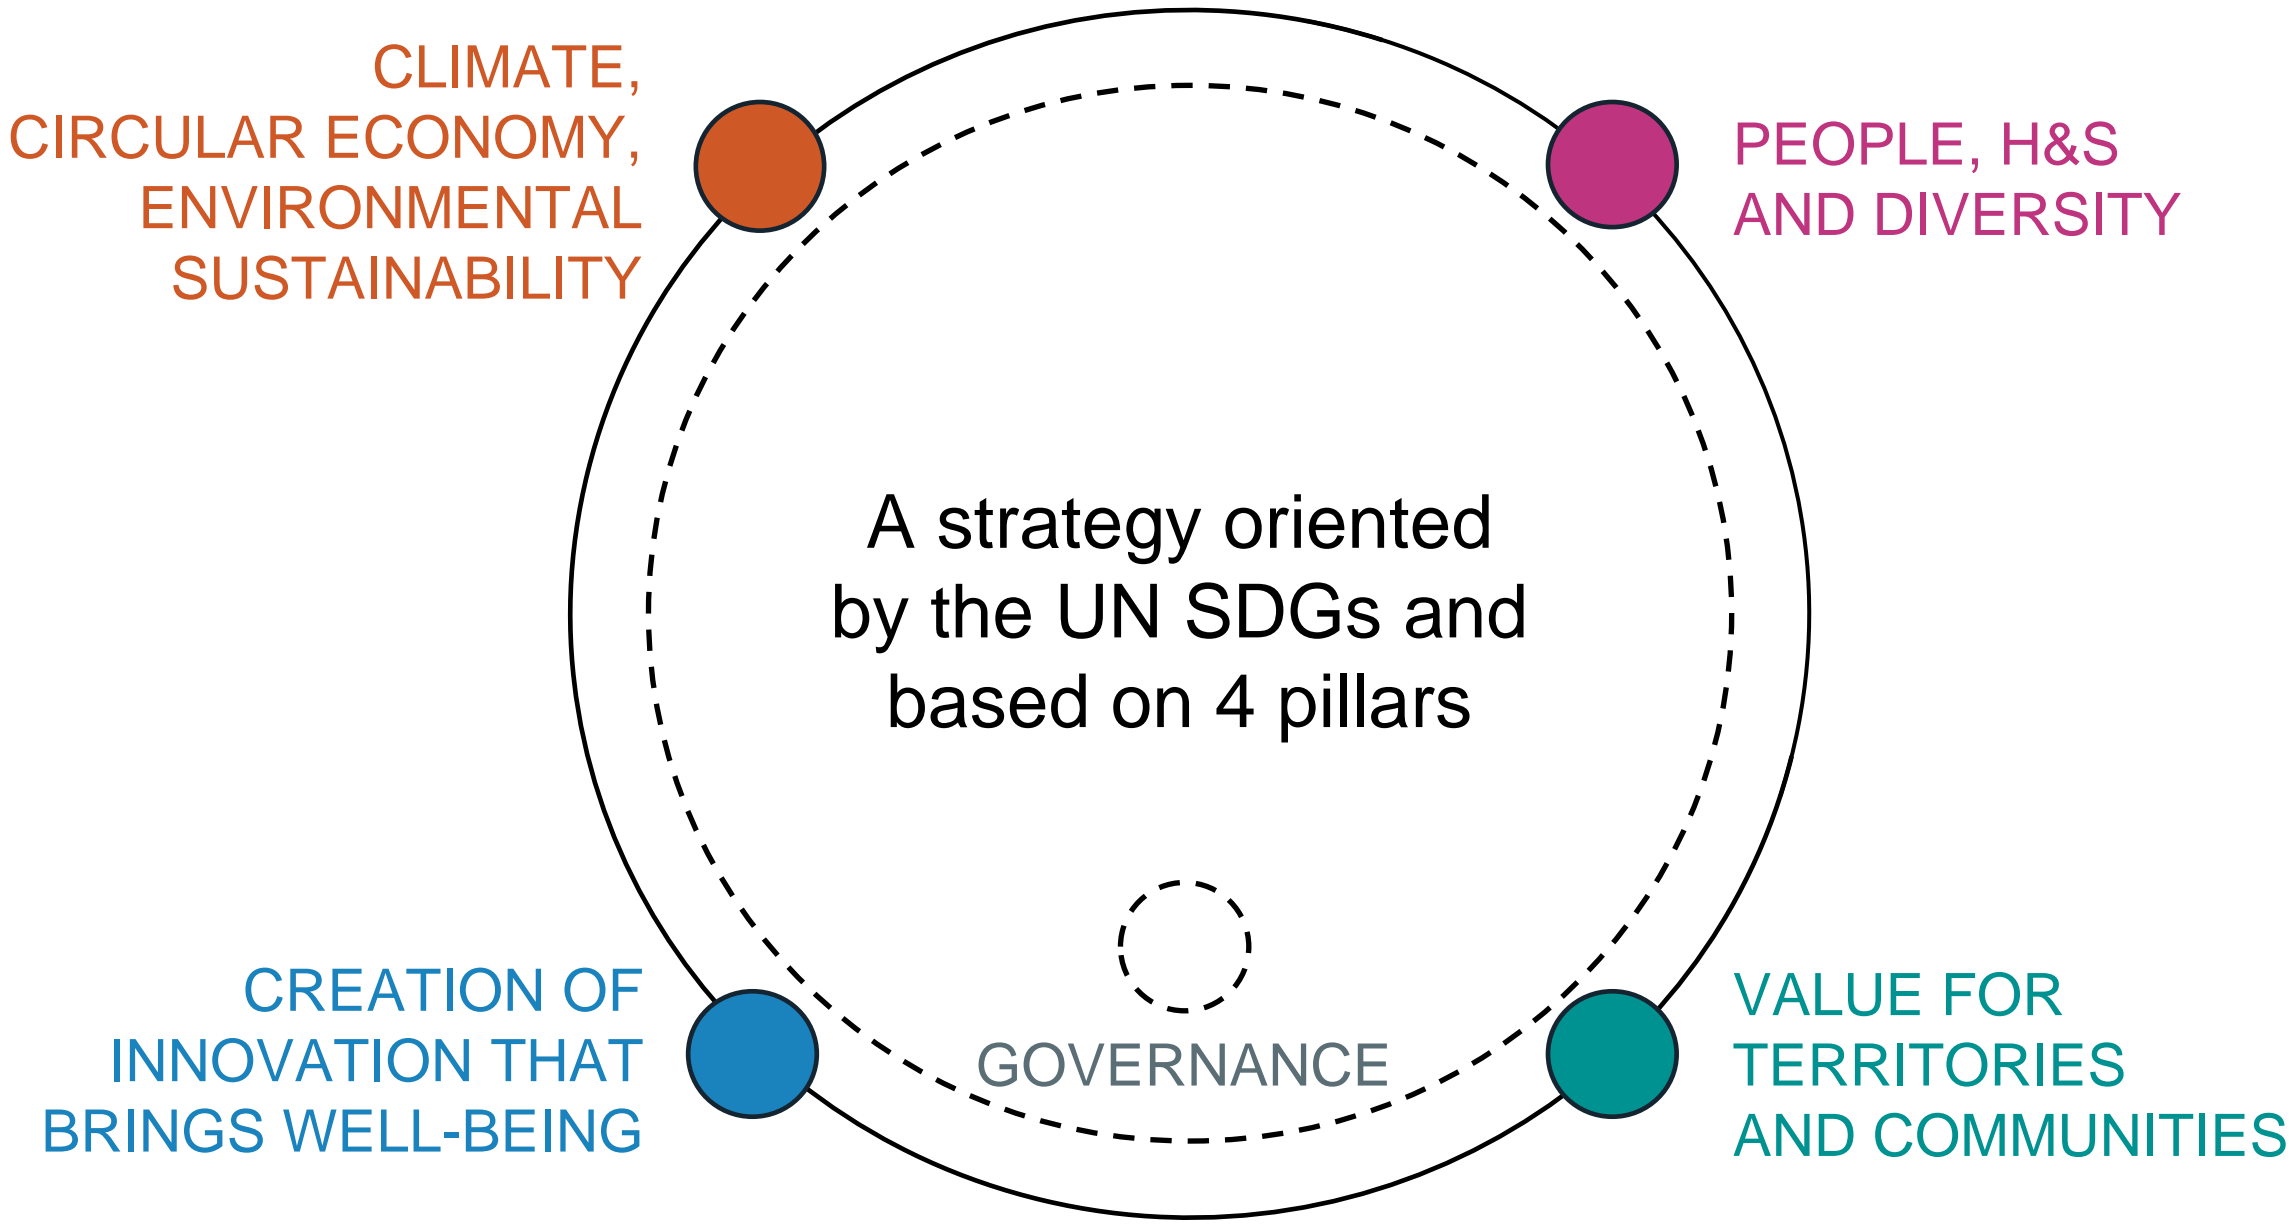 CLIMATE,
CIRCULAR ECONOMY,
ENVIRONMENTAL
SUSTAINABILITY
PEOPLE, H&S
AND DIVERSITY
A strategy oriented
by the UN SDGs and
based on 4 pillars
CREATION OF
INNOVATION THAT
BRINGS WELL-BEING
GOVERNANCE
VALUE FOR
TERRITORIES
AND COMMUNITIES